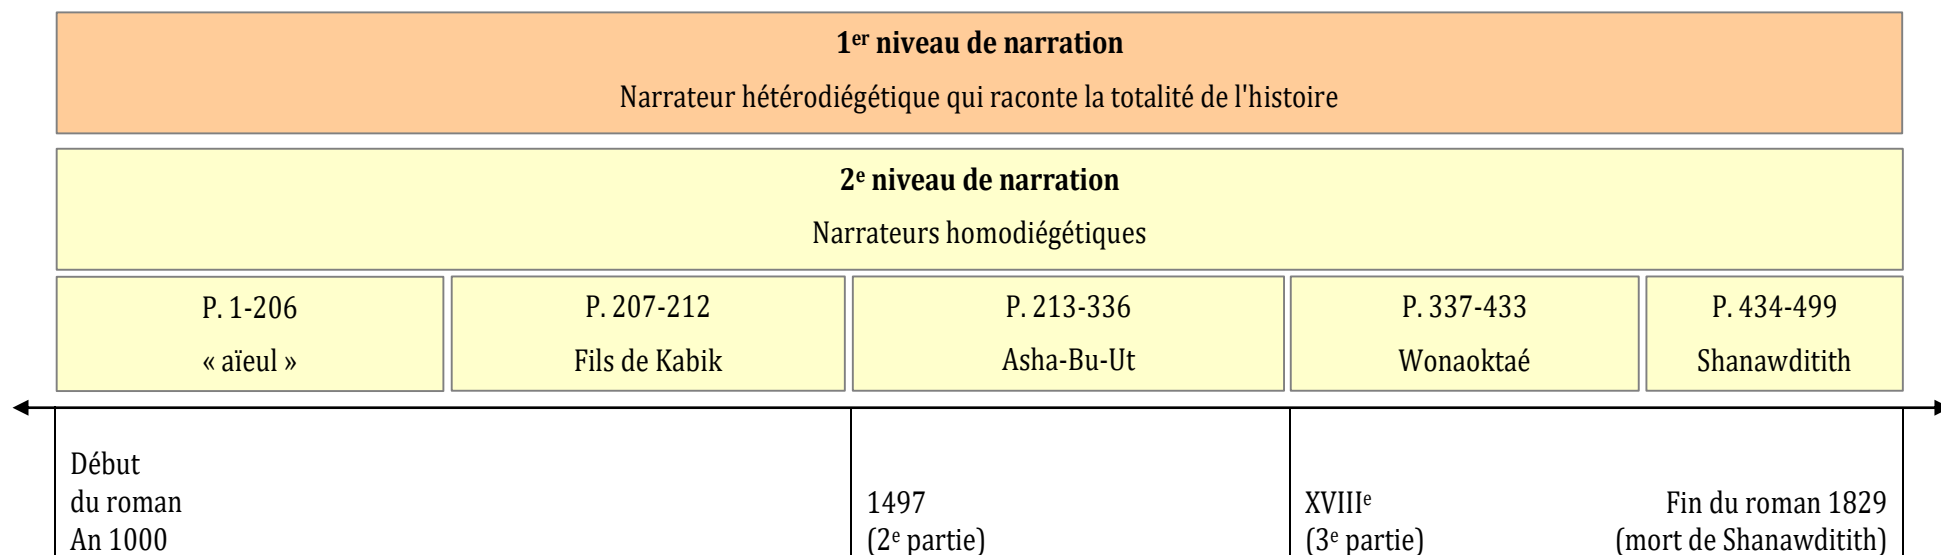 1er niveau de narration
Narrateur hétérodiégétique qui raconte la totalité de l'histoire
2e niveau de narration
Narrateurs homodiégétiques
P. 1-206
« aïeul »
P. 207-212
Fils de Kabik
P. 213-336
Asha-Bu-Ut
P. 337-433
Wonaoktaé
P. 434-499
Shanawditith
Début
du roman
An 1000
1497
(2e partie)
XVIIIe
(3e partie)
Fin du roman 1829
(mort de Shanawditith)